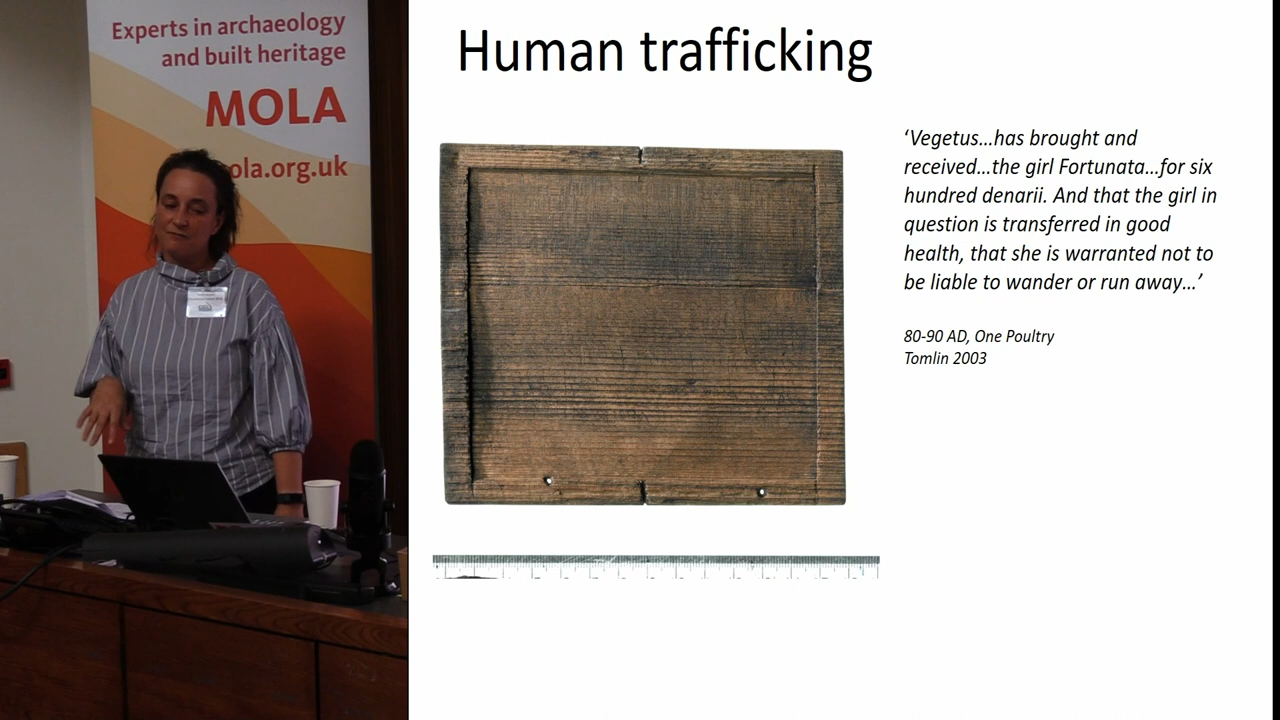 Experts in archaeology
and built heritage
MOLA
ola.org.uk
Human trafficking
‘Vegetus...has brought and
received...the girl Fortunata...for six
hundred denarii. And that the girl in
question is transferred in good
health, that she is warranted not to
be liable to wander or run away...’
80-90 AD, One Poultry
Tomlin 2003